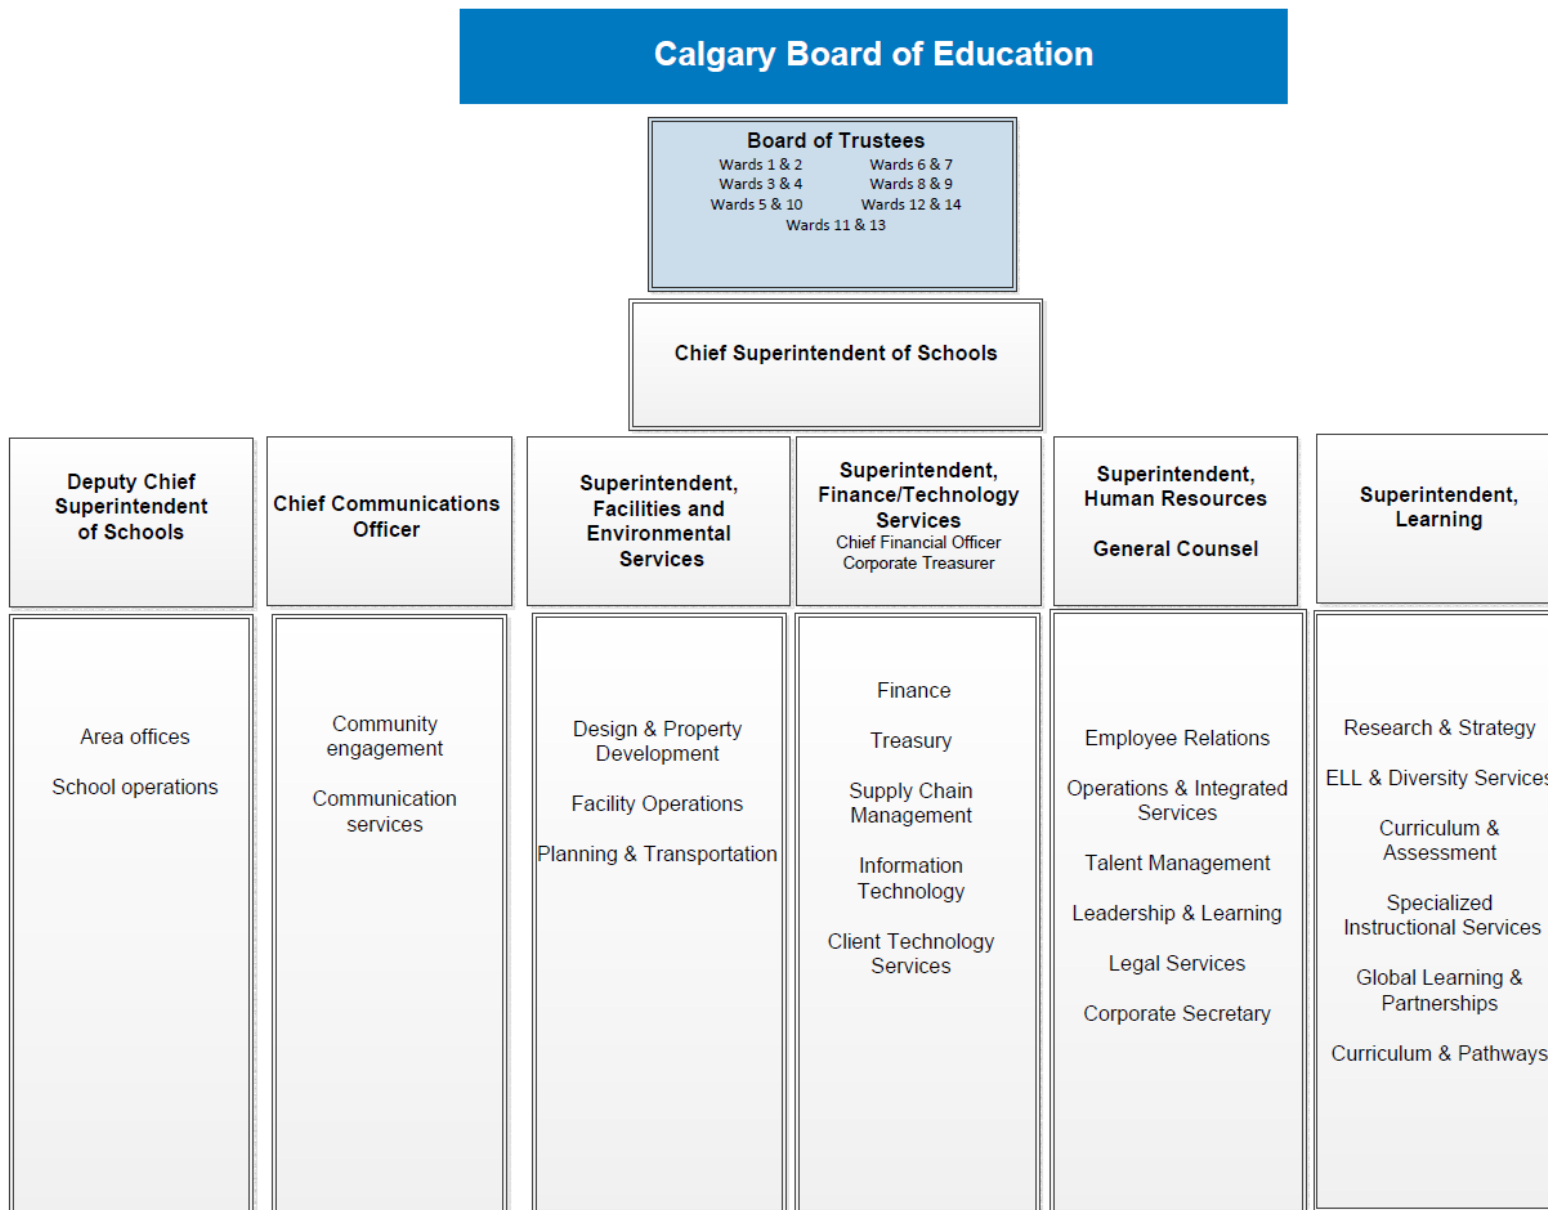 Calgary Board of Education
Board of Trustees
Wards 1 & 2
Wards 6 & 7
Wards 3 & 4
Wards 8 & 9
Wards 5 & 10
Wards 12 & 14
Wards 11 & 13
Chief Superintendent of Schools
Deputy Chief
Superintendent
of Schools
Chief Communications
Officer
Superintendent,
Facilities and
Environmental
Services
Superintendent,
Finance/Technology
Services
Chief Financial Officer
Corporate Treasurer
Superintendent,
Human Resources
General Counsel
Superintendent,
Learning
Area offices
School operations
Community
engagement
Communication
services
Design & Property
Development
Facility Operations
Planning & Transportation
Finance
Treasury
Supply Chain
Management
Information
Technology
Client Technology
Services
Employee Relations
Operations & Integrated
Services
Talent Management
Leadership & Learning
Legal Services
Corporate Secretary
Research & Strategy
ELL & Diversity Services
Curriculum &
Assessment
Specialized
Instructional Services
Global Learning &
Partnerships
Curriculum & Pathways